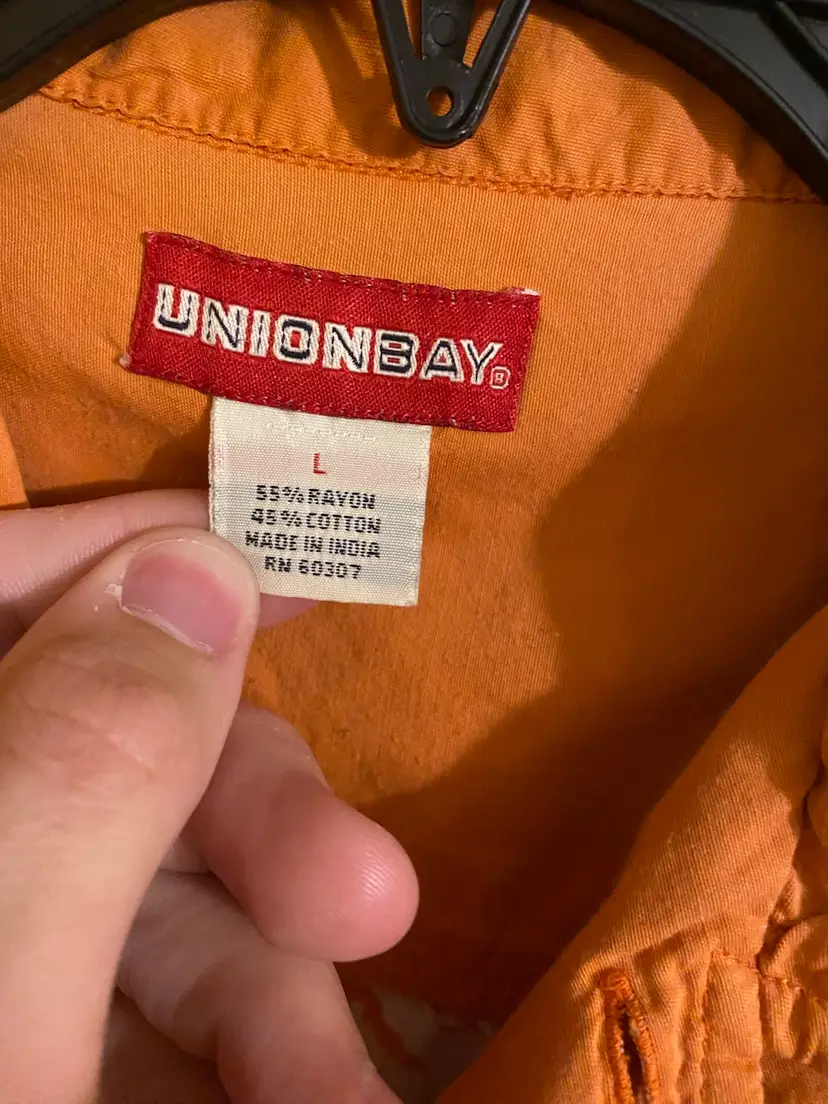 UNIONBAY®
L
55% RAYON
45% COTTON
MADE IN INDIA
RN 60307